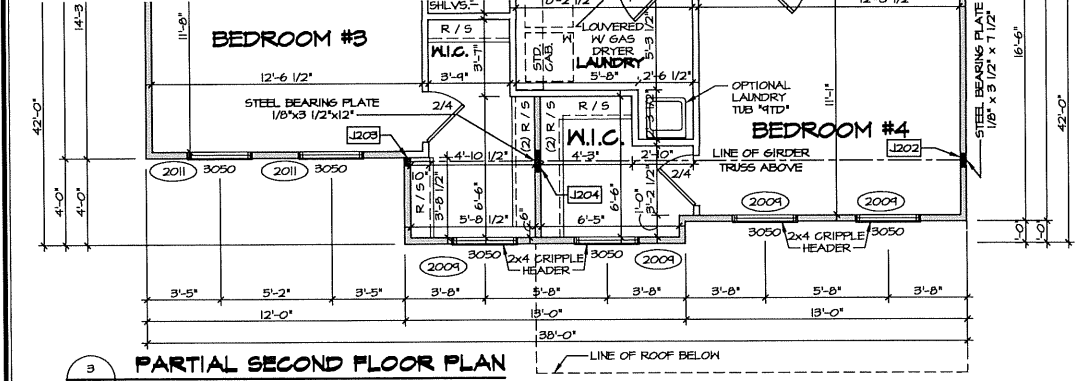 SHLVS.
R / S
14'-3
11'-8"
BEDROOM #3
W.I.C.
3'-7"
STD.
CAB.
W
LOUVERED
W/ GAS
DRYER
LAUNDRY
5'-3 1/2"
12'-6 1/2"
3'-9"
5'-8"
2'-6 1/2"
STEEL BEARING PLATE
1/8"x3 1/2"x12"
2/4
(2) R / S
(2) R / S
R / S
OPTIONAL
LAUNDRY
TUB "9TD"
11'-1"
STEEL BEARING PLATE
1/8" x 3 1/2" x 7 1/2"
16'-6"
42'-0"
42'-0"
J203
W.I.C.
BEDROOM #4
J202
2011
3050
2011
3050
4'-10 1/2"
4'-3"
2'-10"
LINE OF GIRDER
TRUSS ABOVE
2/4
4'-0"
4'-0"
R / SO
3'-8 1/2"
6'-6"
J204
6'-6"
1'-0"
3'-2 1/2"
5'-8 1/2"
6'-5"
2009
2009
1'-0"
1'-0"
3050
2x4 CRIPPLE
HEADER
3050
2009
3050
2x4 CRIPPLE
HEADER
3050
2009
3'-5"
5'-2"
3'-5"
3'-8"
5'-8"
3'-8"
3'-8"
5'-8"
3'-8"
12'-0"
13'-0"
13'-0"
38'-0"
3
PARTIAL SECOND FLOOR PLAN
LINE OF ROOF BELOW